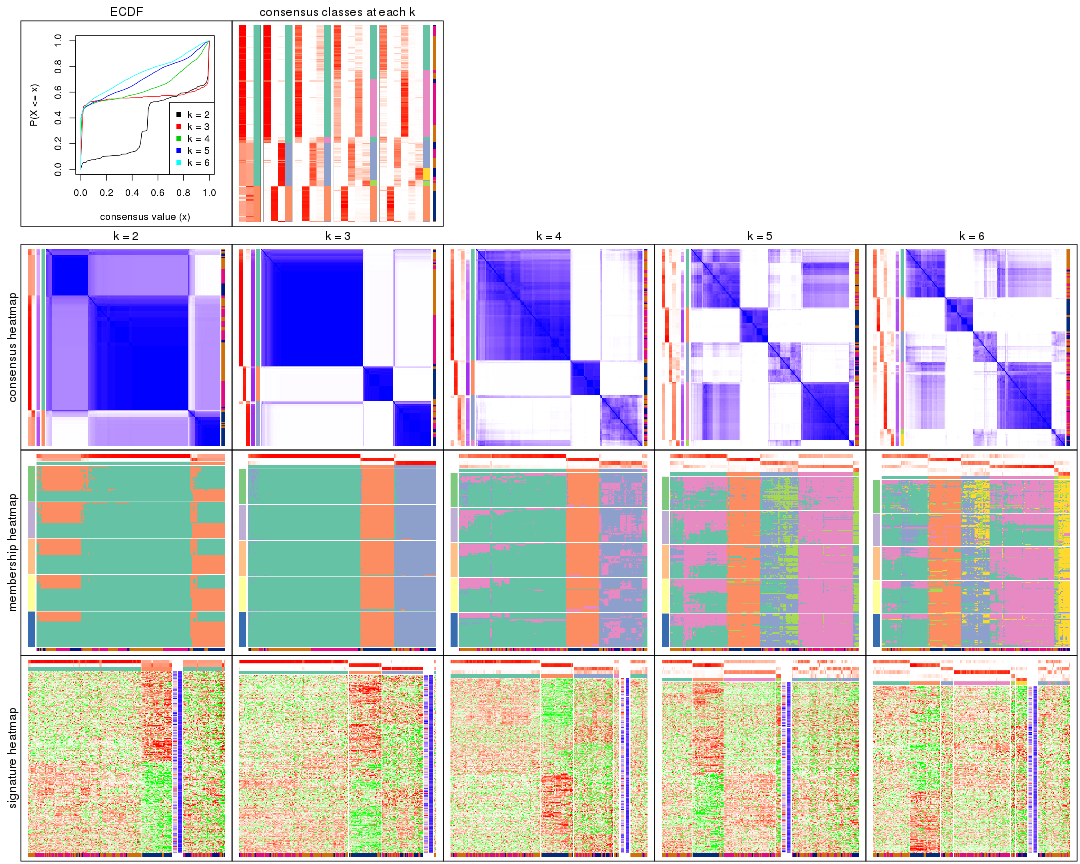 ECDF
consensus classes at each k
P(X <= x)
0.0 0.2 0.4 0.6 0.8 1.0
k = 2
k = 3
k = 4
k = 5
k = 6
0.0 0.2 0.4 0.6 0.8 1.0
consensus value (x)
k = 2
k = 3
k = 4
k = 5
k = 6
consensus heatmap
membership heatmap
signature heatmap